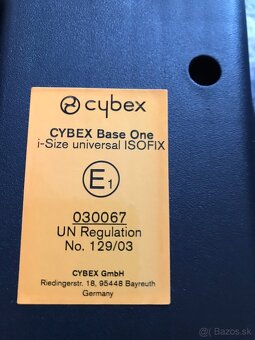 cybex
CYBEX Base One
i-Size universal ISOFIX
E1
030067
UN Regulation
No. 129/03
CYBEX GmbH
Riedingerstr. 18, 95448 Bayreuth
Germany
© Bazos.sk